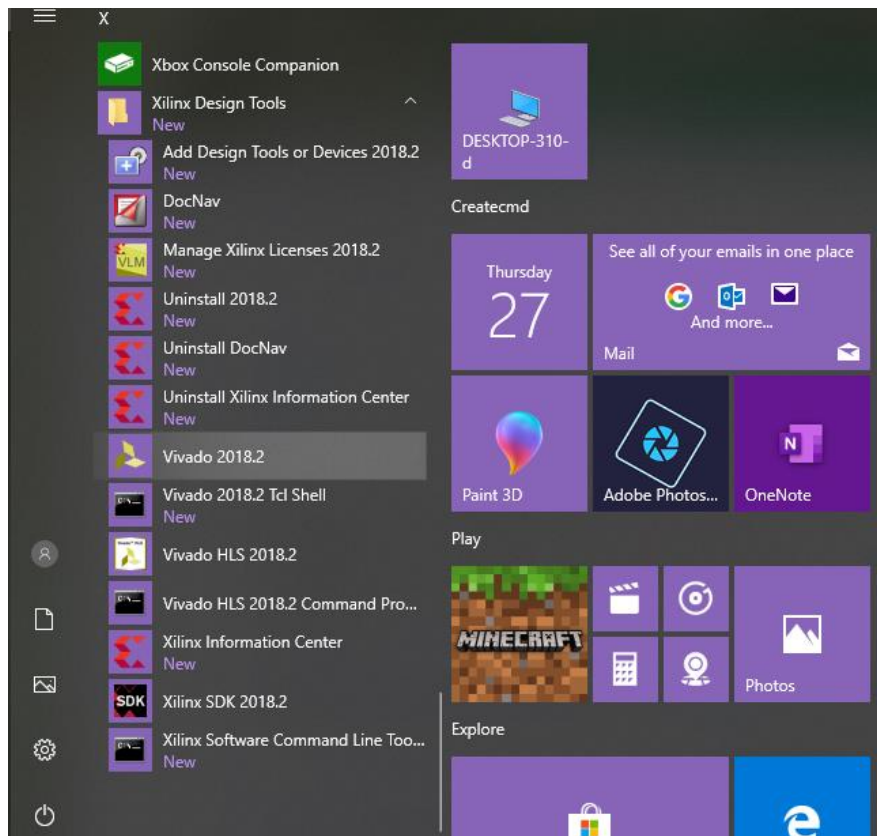 X
Xbox Console Companion
Xilinx Design Tools
New
Add Design Tools or Devices 2018.2
New
DocNav
New
VLM
Manage Xilinx Licenses 2018.2
New
Uninstall 2018.2
New
Uninstall DocNav
New
Uninstall Xilinx Information Center
New
Vivado 2018.2
Vivado 2018.2 Tcl Shell
New
Vivado HLS 2018.2
Vivado HLS 2018.2 Command Pro...
Xilinx Information Center
New
SDK
Xilinx SDK 2018.2
Xilinx Software Command Line Too...
New
DESKTOP-310-
d
Createcmd
Thursday
27
See all of your emails in one place
And more...
Mail
Paint 3D
Adobe Photos...
N
OneNote
Play
MINECRAFT
Photos
Explore